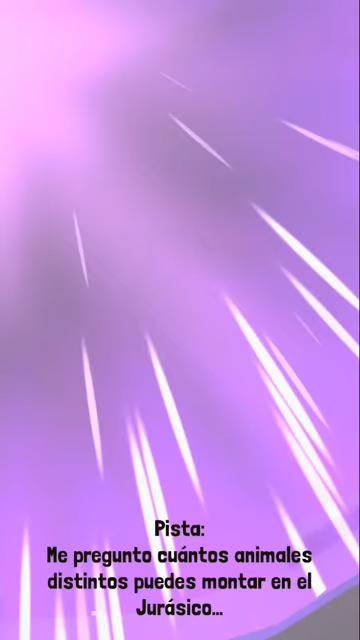 Pista:
Me pregunto cuántos animales
distintos puedes montar en el
Jurásico...